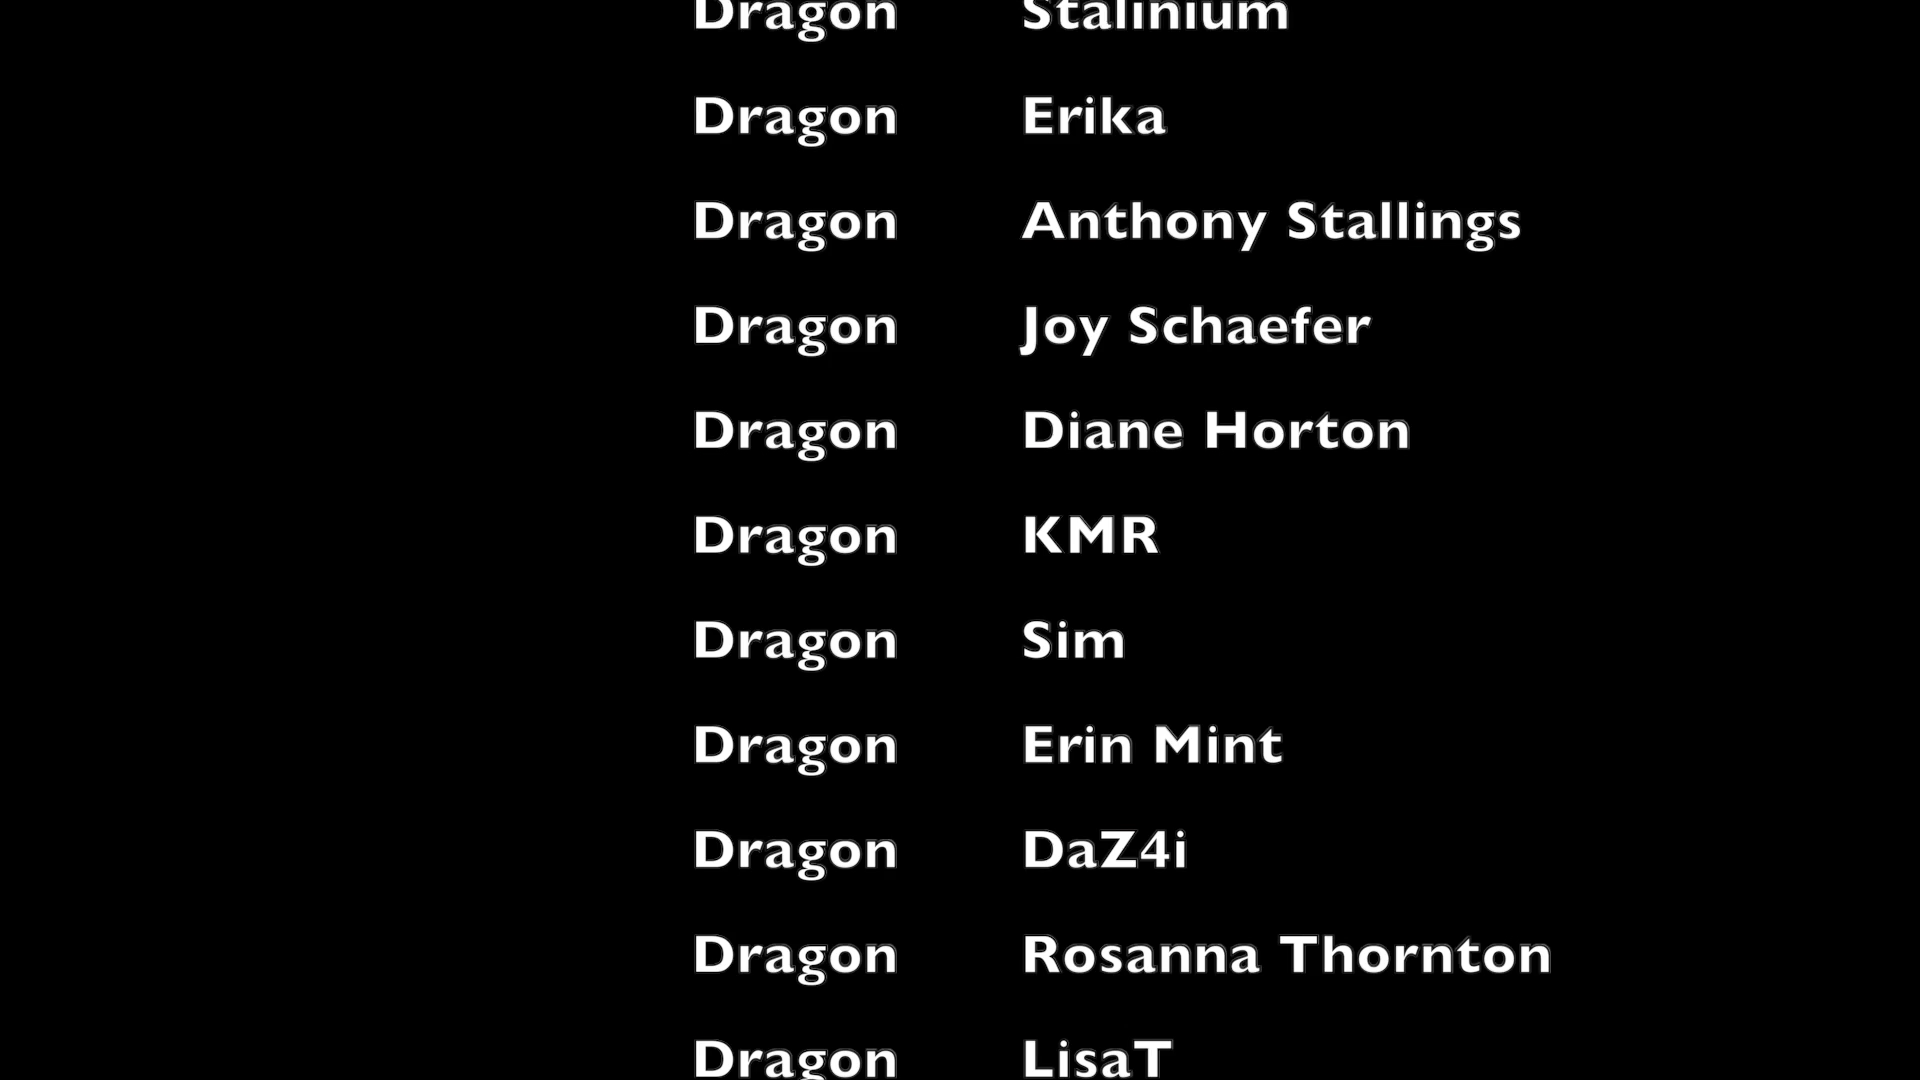 Dragon Stalinium
Dragon Erika
Dragon Anthony Stallings
Dragon Joy Schaefer
Dragon Diane Horton
Dragon KMR
Dragon Sim
Dragon Erin Mint
Dragon DaZ4i
Dragon Rosanna Thornton
Dragon LisaT